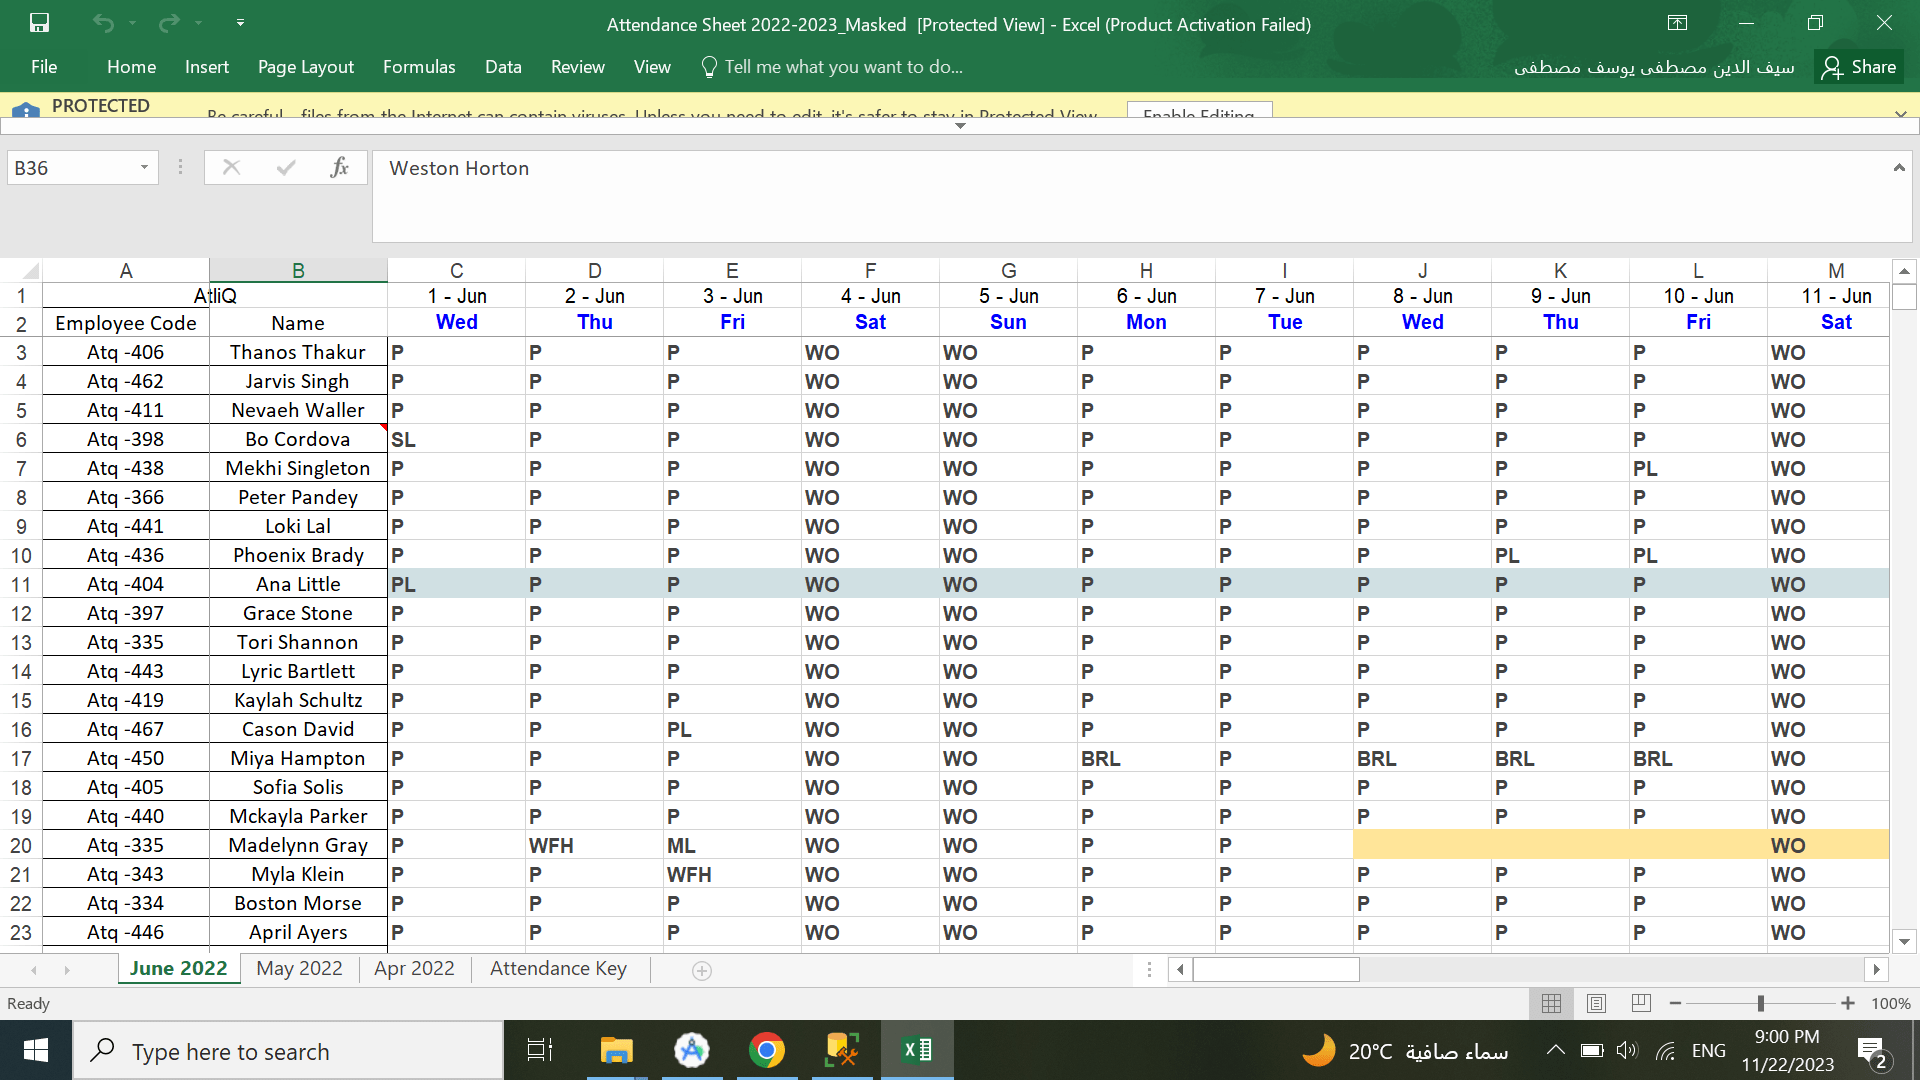 Attendance Sheet 2022-2023_Masked [Protected View] - Excel (Product Activation Failed)
File Home Insert Page Layout Formulas Data Review View Tell me what you want to do... سيف الدين مصطفى يوسف مصطفى Share
PROTECTED Be careful—files from the Internet can contain viruses. Unless you need to edit, it's safer to stay in Protected View. Enable Editing
B36 fx Weston Horton
A B C D E F G H I J K L M
1 AtliQ 1 - Jun 2 - Jun 3 - Jun 4 - Jun 5 - Jun 6 - Jun 7 - Jun 8 - Jun 9 - Jun 10 - Jun 11 - Jun
2 Employee Code Name Wed Thu Fri Sat Sun Mon Tue Wed Thu Fri Sat
3 Atq -406 Thanos Thakur P P P WO WO P P P P P WO
4 Atq -462 Jarvis Singh P P P WO WO P P P P P WO
5 Atq -411 Nevaeh Waller P P P WO WO P P P P P WO
6 Atq -398 Bo Cordova SL P P WO WO P P P P P WO
7 Atq -438 Mekhi Singleton P P P WO WO P P P P PL WO
8 Atq -366 Peter Pandey P P P WO WO P P P P P WO
9 Atq -441 Loki Lal P P P WO WO P P P P P WO
10 Atq -436 Phoenix Brady P P P WO WO P P P PL PL WO
11 Atq -404 Ana Little PL P P WO WO P P P P P WO
12 Atq -397 Grace Stone P P P WO WO P P P P P WO
13 Atq -335 Tori Shannon P P P WO WO P P P P P WO
14 Atq -443 Lyric Bartlett P P P WO WO P P P P P WO
15 Atq -419 Kaylah Schultz P P P WO WO P P P P P WO
16 Atq -467 Cason David P P PL WO WO P P P P P WO
17 Atq -450 Miya Hampton P P P WO WO BRL P BRL BRL BRL WO
18 Atq -405 Sofia Solis P P P WO WO P P P P P WO
19 Atq -440 Mckayla Parker P P P WO WO P P P P P WO
20 Atq -335 Madelynn Gray P WFH ML WO WO P P WO
21 Atq -343 Myla Klein P P WFH WO WO P P P P P WO
22 Atq -334 Boston Morse P P P WO WO P P P P P WO
23 Atq -446 April Ayers P P P WO WO P P P P P WO
June 2022 May 2022 Apr 2022 Attendance Key
Ready 100%
Type here to search 20°C سماء صافية ENG 9:00 PM
11/22/2023 2